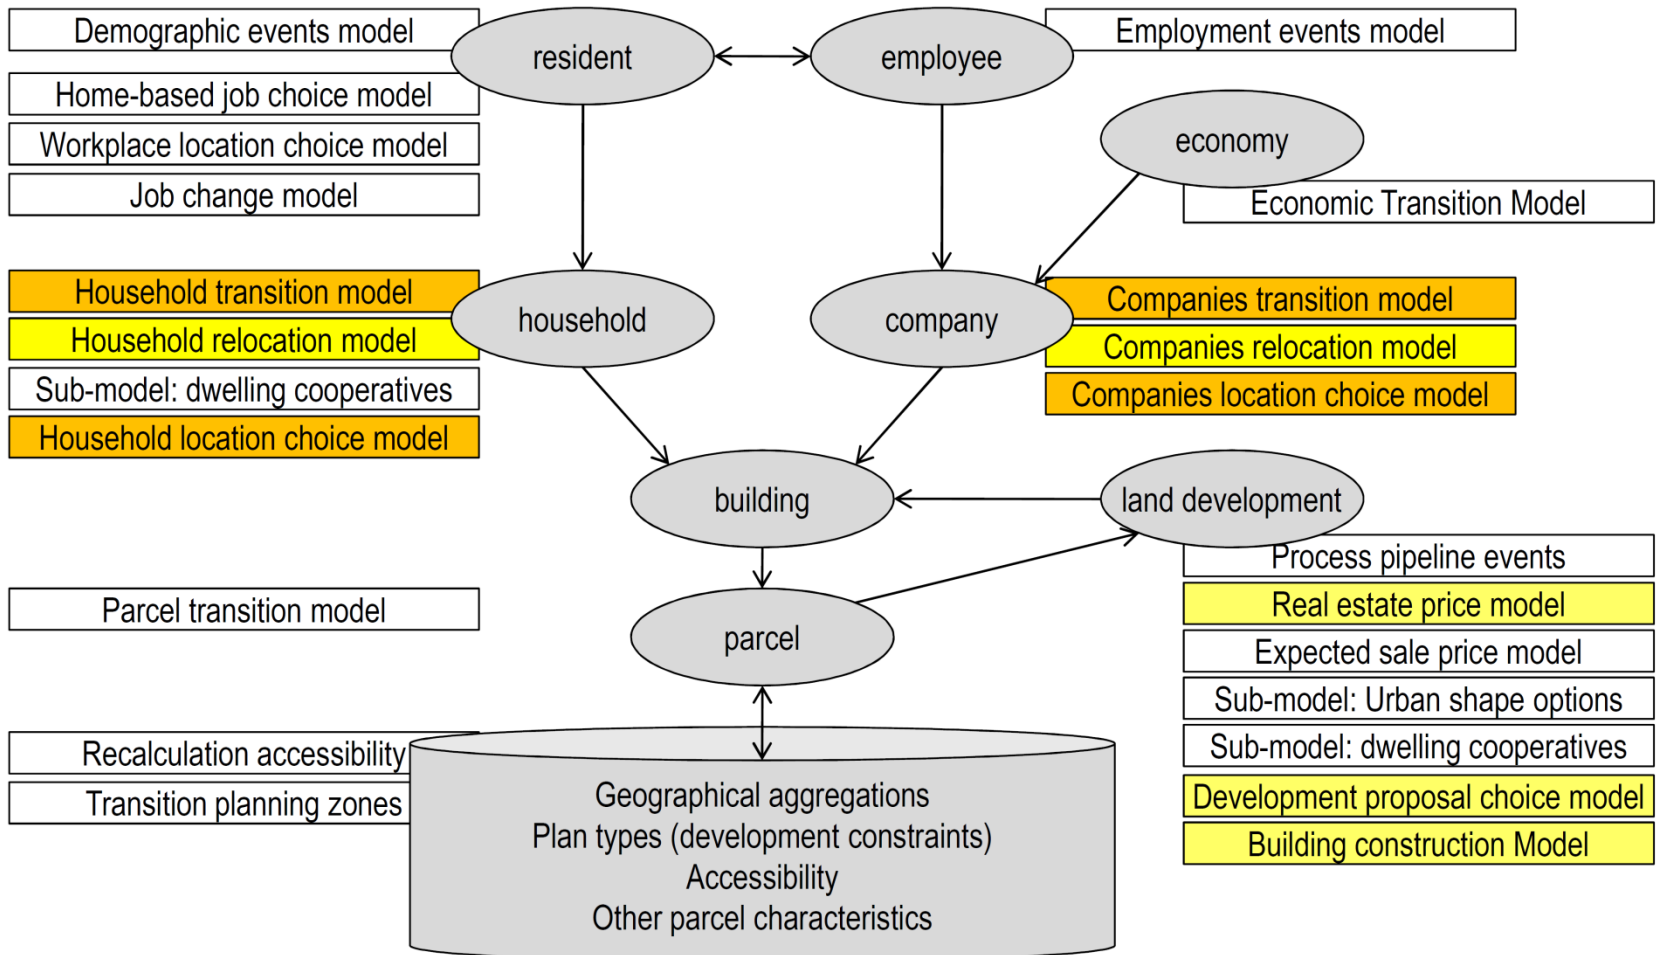 Demographic events model
resident
employee
Employment events model
Home-based job choice model
Workplace location choice model
Job change model
economy
Economic Transition Model
Household transition model
Household relocation model
Sub-model: dwelling cooperatives
Household location choice model
household
company
Companies transition model
Companies relocation model
Companies location choice model
building
land development
Process pipeline events
Real estate price model
Expected sale price model
Sub-model: Urban shape options
Sub-model: dwelling cooperatives
Development proposal choice model
Building construction Model
Parcel transition model
parcel
Recalculation accessibility
Transition planning zones
Geographical aggregations
Plan types (development constraints)
Accessibility
Other parcel characteristics